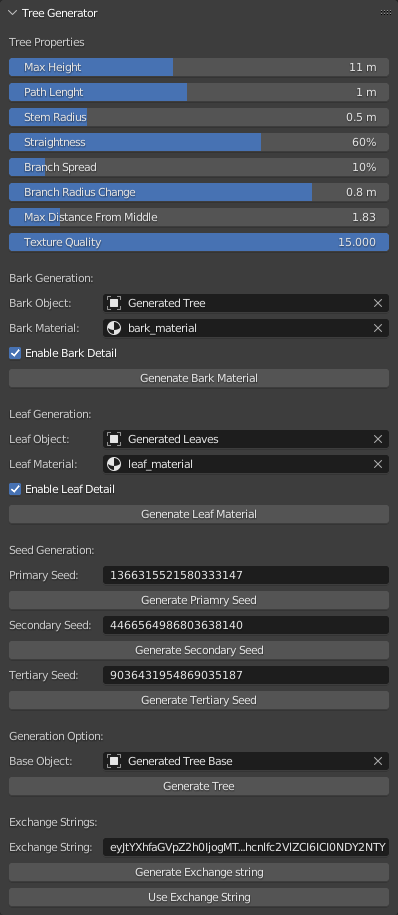 Tree Generator
Tree Properties
Max Height 11 m
Path Lenght 1 m
Stem Radius 0.5 m
Straightness 60%
Branch Spread 10%
Branch Radius Change 0.8 m
Max Distance From Middle 1.83
Texture Quality 15.000
Bark Generation:
Bark Object: Generated Tree
Bark Material: bark_material
Enable Bark Detail
Genenate Bark Material
Leaf Generation:
Leaf Object: Generated Leaves
Leaf Material: leaf_material
Enable Leaf Detail
Genenate Leaf Material
Seed Generation:
Primary Seed: 1366315521580333147
Generate Priamry Seed
Secondary Seed: 4466564986803638140
Generate Secondary Seed
Tertiary Seed: 9036431954869035187
Generate Tertiary Seed
Generation Option:
Base Object: Generated Tree Base
Generate Tree
Exchange Strings:
Exchange String: eyJtYXhfaGVpZ2h0IjogMT...hcnlfc2VlZCI6ICI0NDY2NTY
Generate Exchange string
Use Exchange String